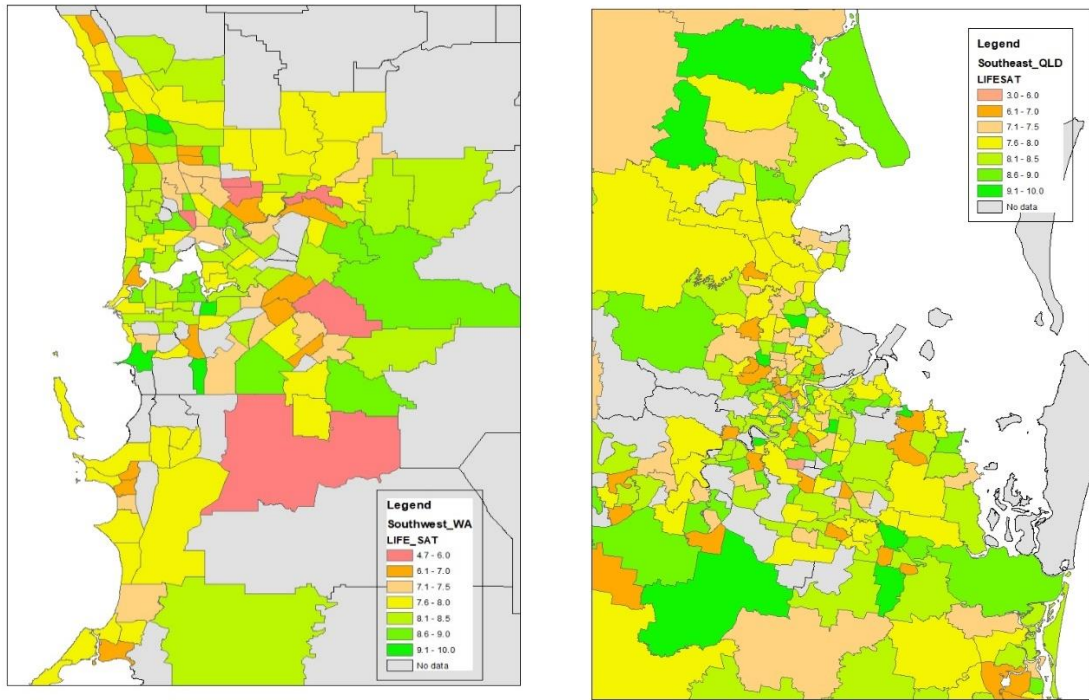 Legend
Southwest_WA
LIFE_SAT
4.7 - 6.0
6.1 - 7.0
7.1 - 7.5
7.6 - 8.0
8.1 - 8.5
8.6 - 9.0
9.1 - 10.0
No data
Legend
Southeast_QLD
LIFESAT
3.0 - 6.0
6.1 - 7.0
7.1 - 7.5
7.6 - 8.0
8.1 - 8.5
8.6 - 9.0
9.1 - 10.0
No data